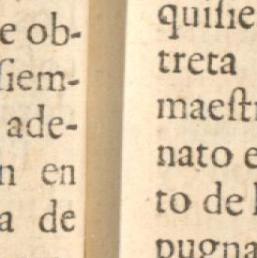 e ob-
ſiem-
ade-
n en
a de
quiſie
treta
maeſtr
nato e
to de l
pugna